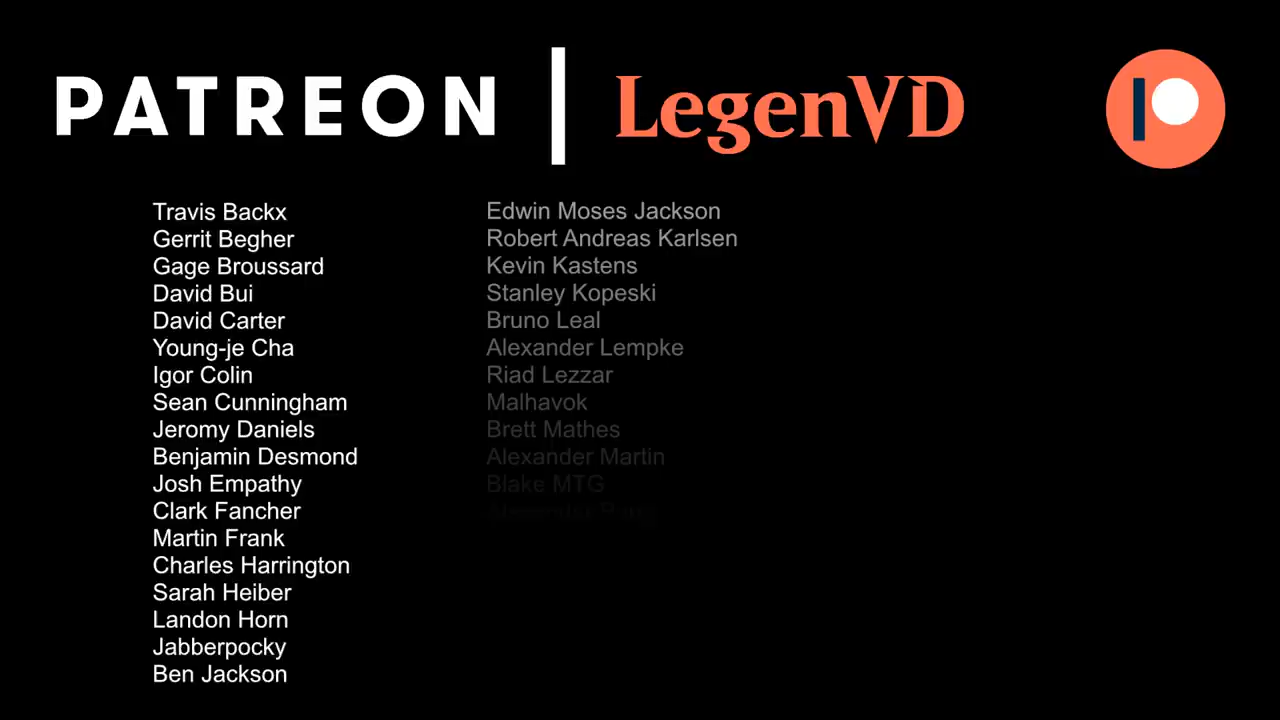 PATREON | LegenVD
Travis Backx
Gerrit Begher
Gage Broussard
David Bui
David Carter
Young-je Cha
Igor Colin
Sean Cunningham
Jeromy Daniels
Benjamin Desmond
Josh Empathy
Clark Fancher
Martin Frank
Charles Harrington
Sarah Heiber
Landon Horn
Jabberpocky
Ben Jackson
Edwin Moses Jackson
Robert Andreas Karlsen
Kevin Kastens
Stanley Kopeski
Bruno Leal
Alexander Lempke
Riad Lezzar
Malhavok
Brett Mathes
Alexander Martin
Blake MTG